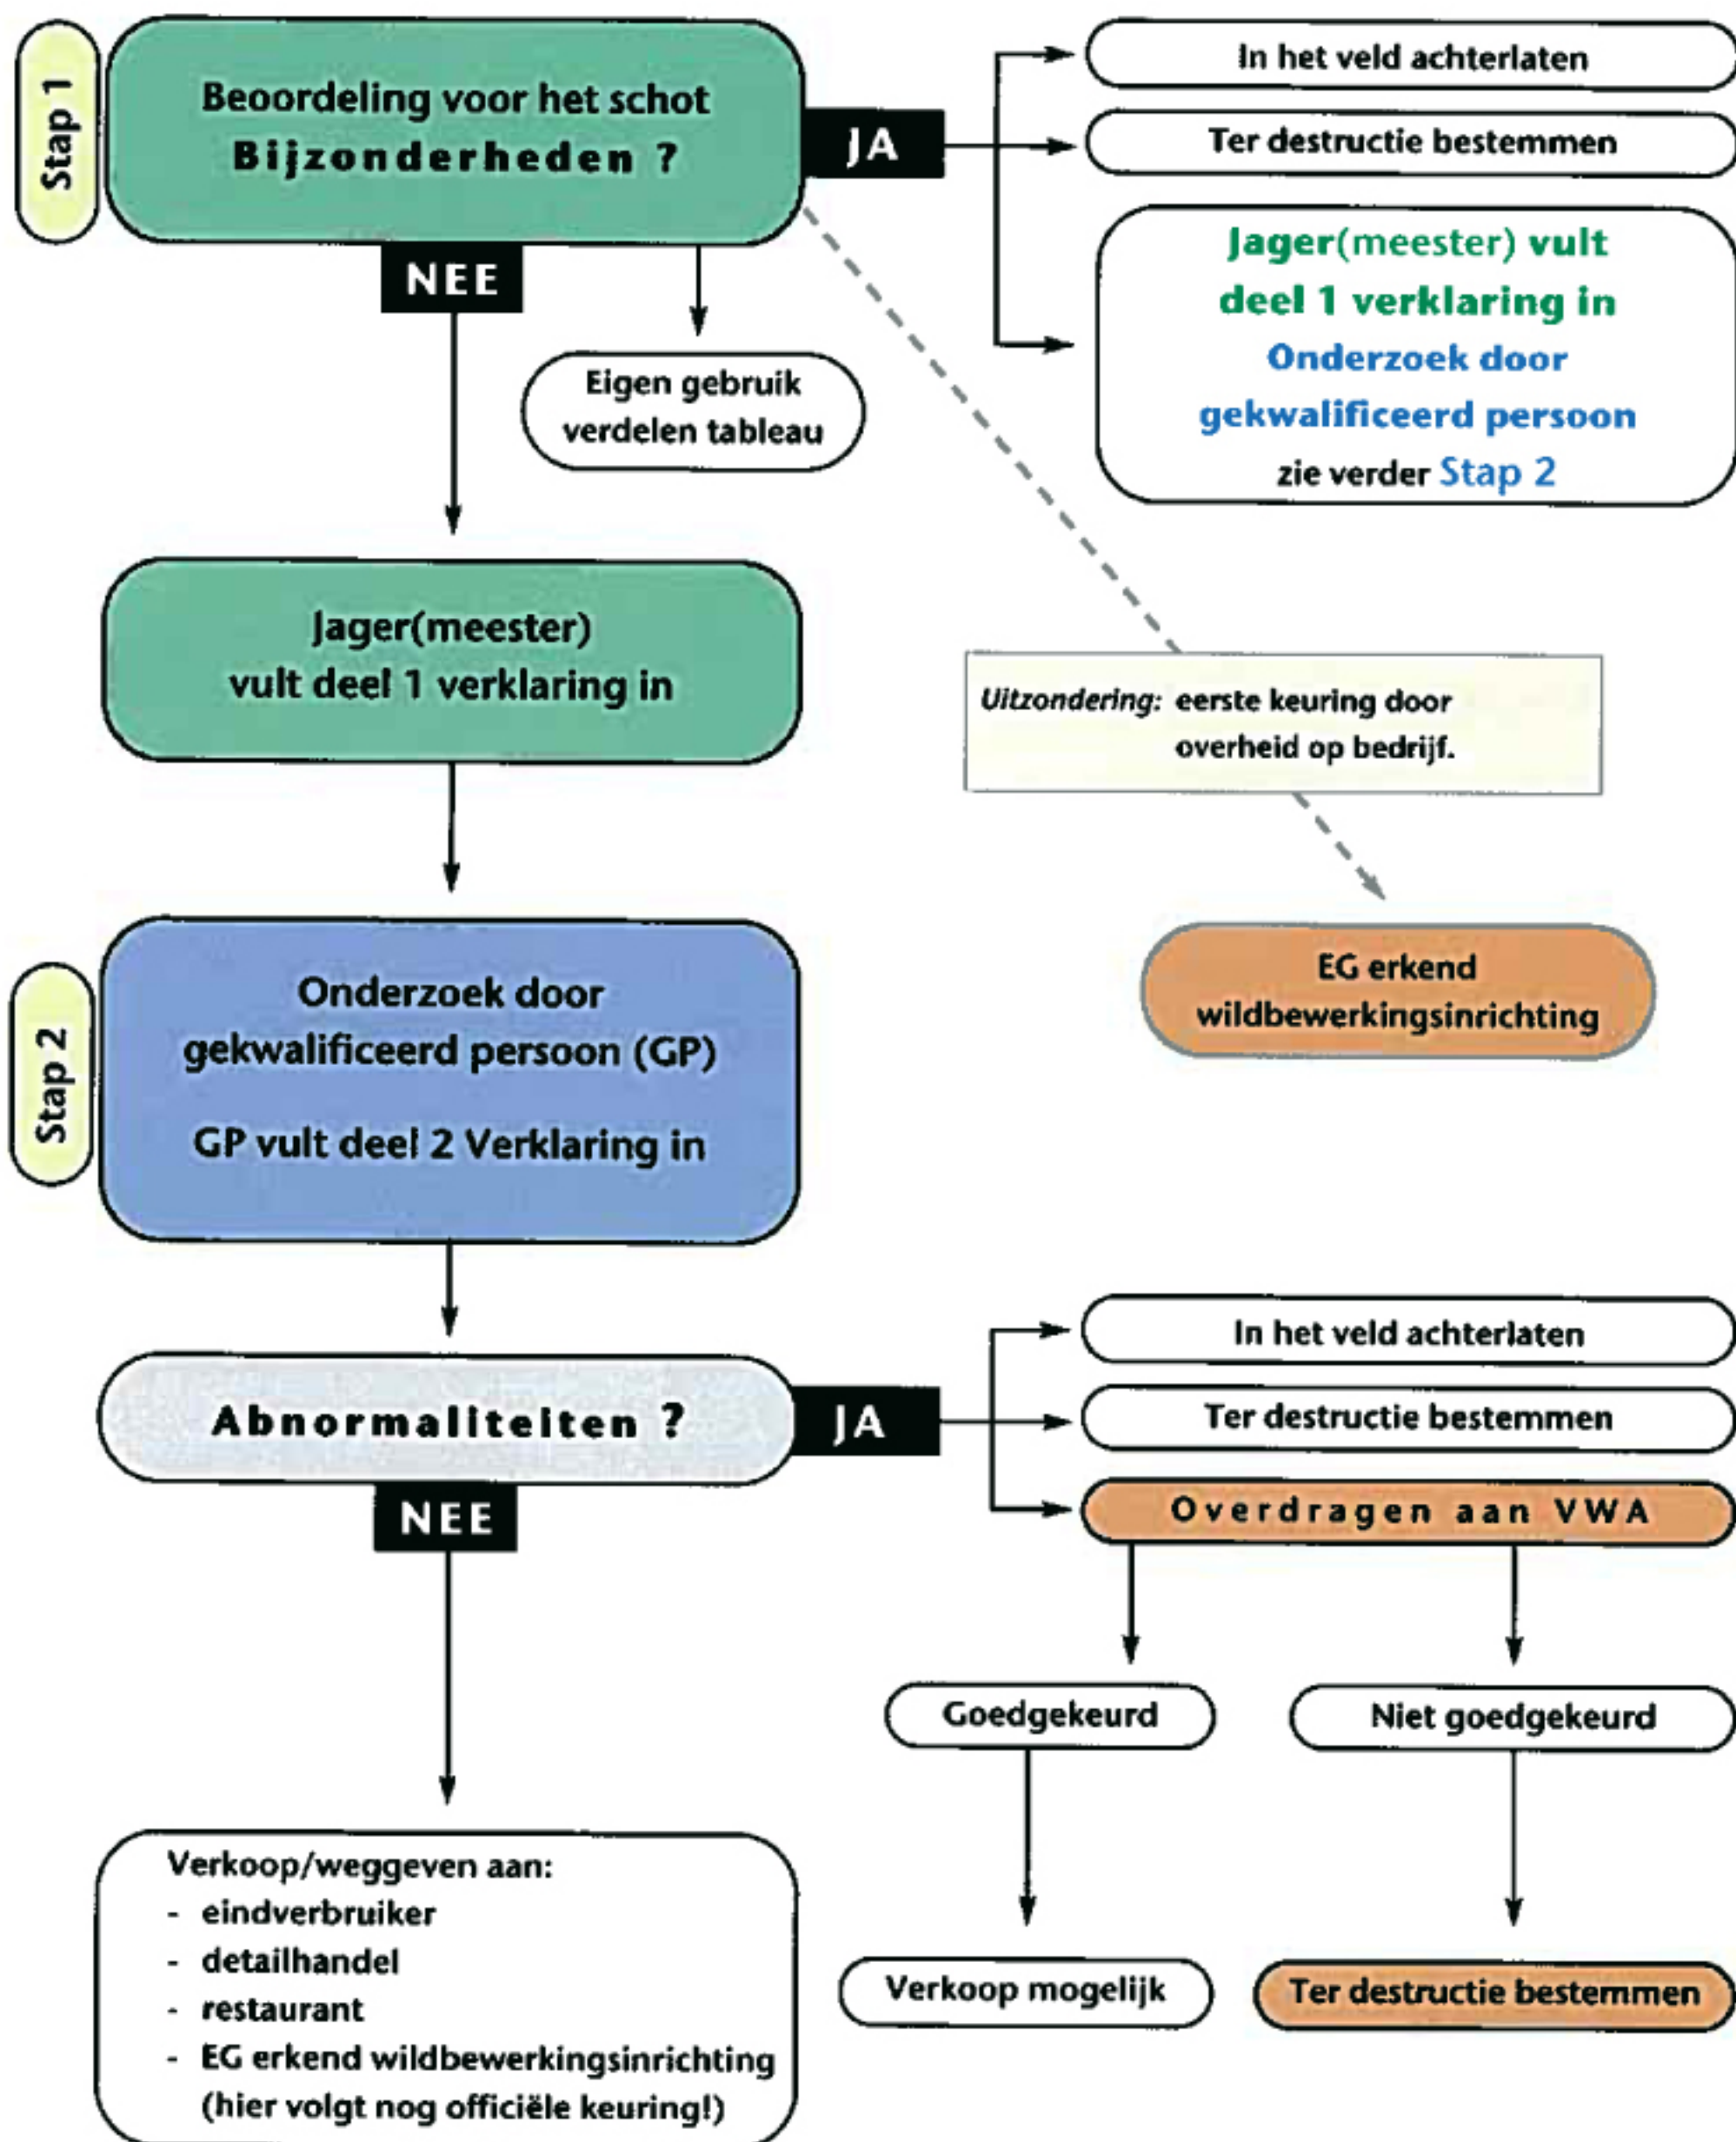 Stap 1
Beoordeling voor het schot
Bijzonderheden ?
JA
In het veld achterlaten
Ter destructie bestemmen
Jager(meester) vult
deel 1 verklaring in
Onderzoek door
gekwalificeerd persoon
zie verder Stap 2
NEE
Eigen gebruik
verdelen tableau
Jager(meester)
vult deel 1 verklaring in
Uitzondering: eerste keuring door
overheid op bedrijf.
EG erkend
wildbewerkingsinrichting
Stap 2
Onderzoek door
gekwalificeerd persoon (GP)
GP vult deel 2 Verklaring in
Abnormaliteiten ?
JA
In het veld achterlaten
Ter destructie bestemmen
Overdragen aan VWA
NEE
Goedgekeurd
Niet goedgekeurd
Verkoop mogelijk
Ter destructie bestemmen
Verkoop/weggeven aan:
- eindverbruiker
- detailhandel
- restaurant
- EG erkend wildbewerkingsinrichting
(hier volgt nog officiële keuring!)